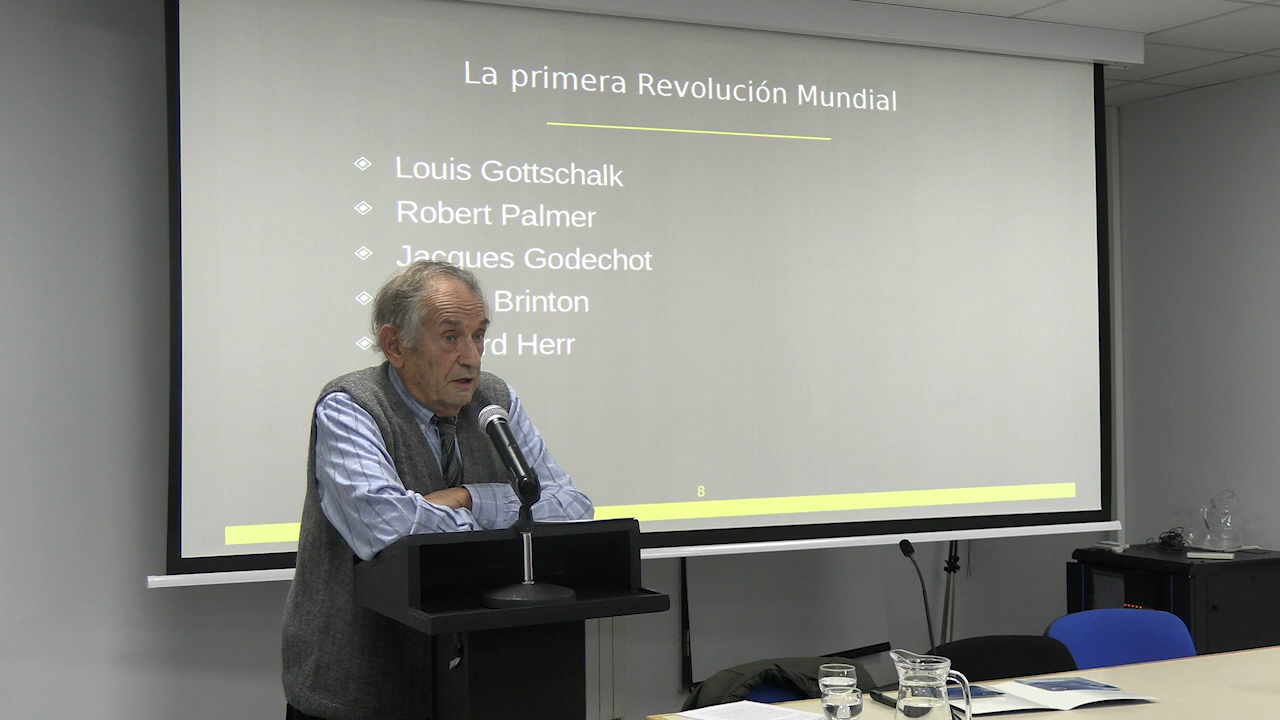 La primera Revolución Mundial
Louis Gottschalk
Robert Palmer
Jacques Godechot
Brinton
rd Herr
8